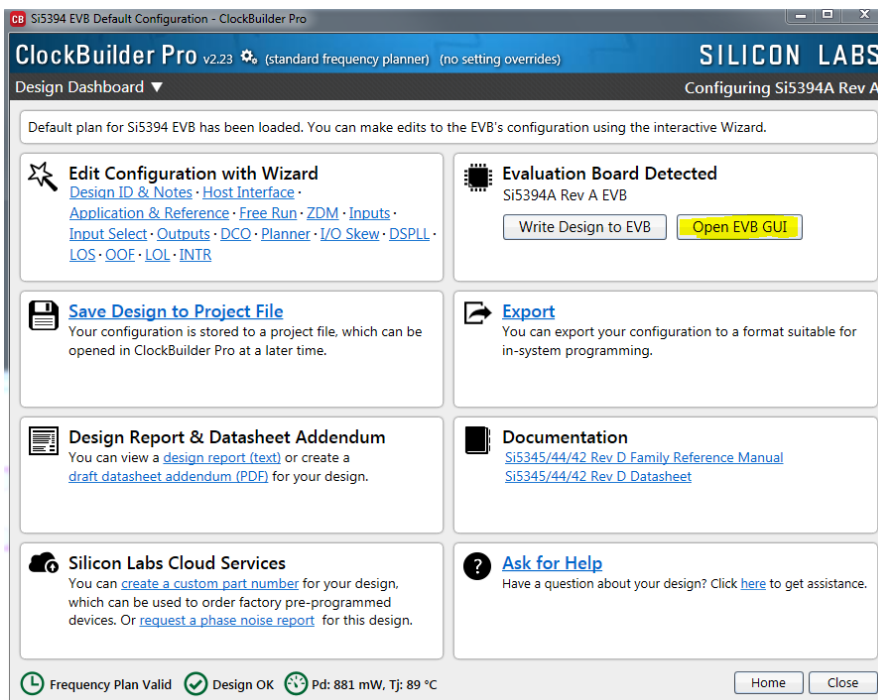 CB Si5394 EVB Default Configuration - ClockBuilder Pro
ClockBuilder Pro v2.23 (standard frequency planner) (no setting overrides) SILICON LABS
Design Dashboard ▼ Configuring Si5394A Rev A
Default plan for Si5394 EVB has been loaded. You can make edits to the EVB's configuration using the interactive Wizard.
Edit Configuration with Wizard
Design ID & Notes · Host Interface ·
Application & Reference · Free Run · ZDM · Inputs ·
Input Select · Outputs · DCO · Planner · I/O Skew · DSPLL ·
LOS · OOF · LOL · INTR
Evaluation Board Detected
Si5394A Rev A EVB
Write Design to EVB Open EVB GUI
Save Design to Project File
Your configuration is stored to a project file, which can be
opened in ClockBuilder Pro at a later time.
Export
You can export your configuration to a format suitable for
in-system programming.
Design Report & Datasheet Addendum
You can view a design report (text) or create a
draft datasheet addendum (PDF) for your design.
Documentation
Si5345/44/42 Rev D Family Reference Manual
Si5345/44/42 Rev D Datasheet
Silicon Labs Cloud Services
You can create a custom part number for your design,
which can be used to order factory pre-programmed
devices. Or request a phase noise report for this design.
? Ask for Help
Have a question about your design? Click here to get assistance.
Frequency Plan Valid Design OK Pd: 881 mW, Tj: 89 °C Home Close